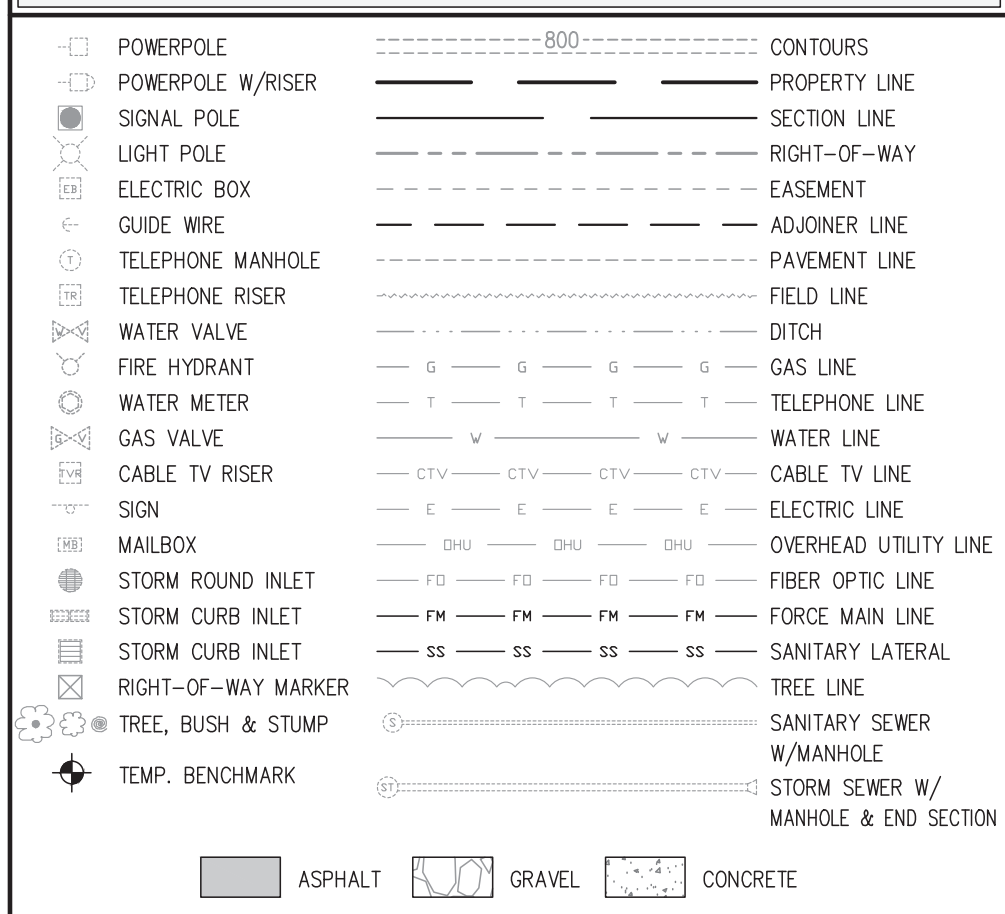 POWERPOLE 800 CONTOURS
POWERPOLE W/RISER PROPERTY LINE
SIGNAL POLE SECTION LINE
LIGHT POLE RIGHT-OF-WAY
EB ELECTRIC BOX EASEMENT
GUIDE WIRE ADJOINER LINE
T TELEPHONE MANHOLE PAVEMENT LINE
TR TELEPHONE RISER FIELD LINE
W V WATER VALVE DITCH
FIRE HYDRANT G G G G GAS LINE
WATER METER T T T T TELEPHONE LINE
G V GAS VALVE W W WATER LINE
TVR CABLE TV RISER CTV CTV CTV CTV CABLE TV LINE
SIGN E E E E ELECTRIC LINE
MB MAILBOX OHU OHU OHU OVERHEAD UTILITY LINE
STORM ROUND INLET FO FO FO FO FIBER OPTIC LINE
STORM CURB INLET FM FM FM FM FORCE MAIN LINE
STORM CURB INLET SS SS SS SS SANITARY LATERAL
RIGHT-OF-WAY MARKER TREE LINE
TREE, BUSH & STUMP S SANITARY SEWER
W/MANHOLE
TEMP. BENCHMARK ST STORM SEWER W/
MANHOLE & END SECTION
ASPHALT GRAVEL CONCRETE